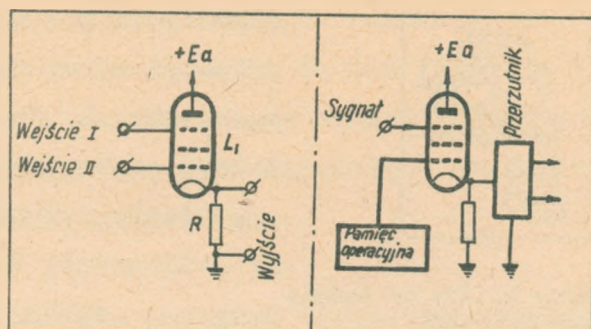 +Ea
Wejście I
Wejście II
L1
R
Wyjście
+Ea
Sygnał
Przerzutnik
Pamięć
operacyjna